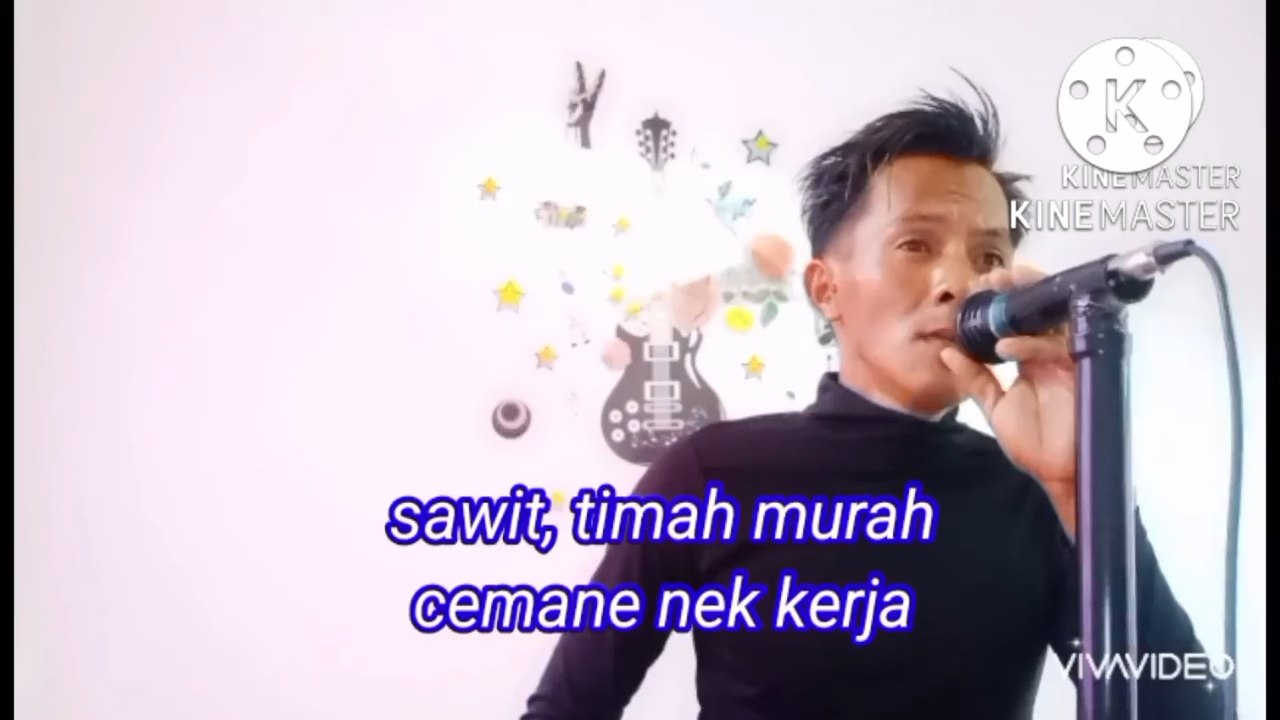 K
KINEMASTER
KINEMASTER
sawit, timah murah
cemane nek kerja
VIVAVIDEO